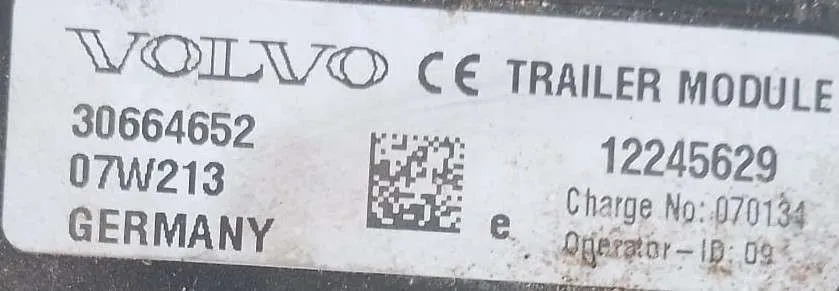 VOLVO CE TRAILER MODULE
30664652
07W213
GERMANY
e
12245629
Charge No: 070134
Operator-ID: 09